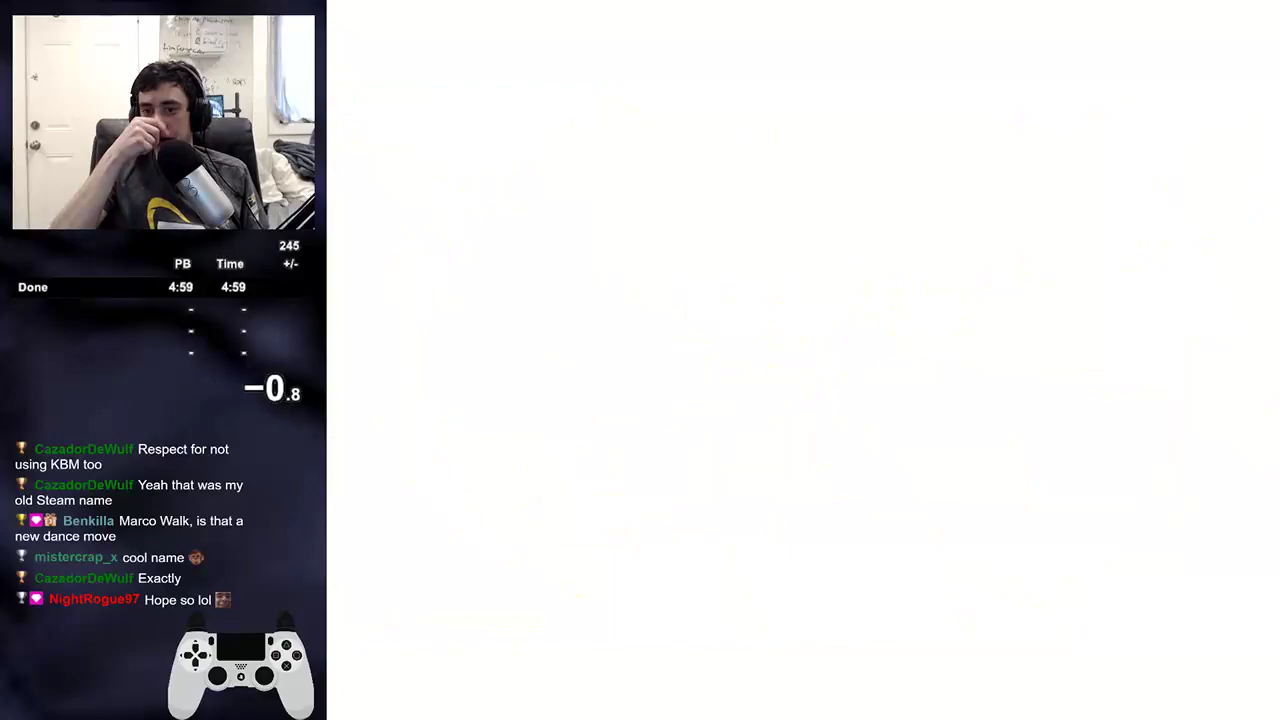 245
PB Time +/-
Done 4:59 4:59
- -
- -
- -
-0.8
CazadorDeWulf Respect for not
using KBM too
CazadorDeWulf Yeah that was my
old Steam name
Benkilla Marco Walk, is that a
new dance move
mistercrap_x cool name
CazadorDeWulf Exactly
NightRogue97 Hope so lol